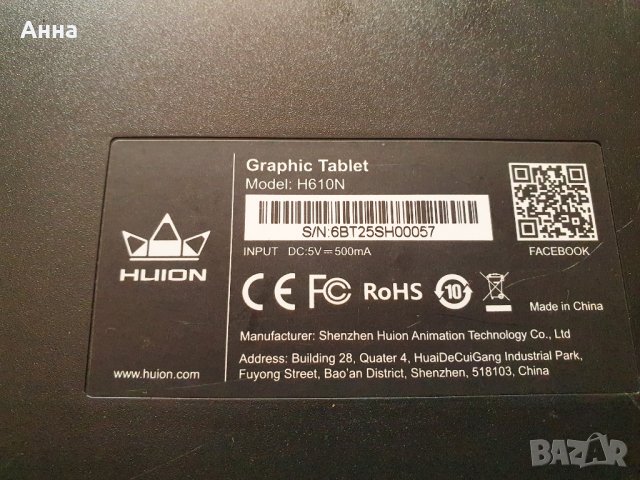 Анна
Graphic Tablet
Model: H610N
S/N:6BT25SH00057
INPUT DC:5V⎓500mA
FACEBOOK
HUION
CE FC RoHS 10
Made in China
Manufacturer: Shenzhen Huion Animation Technology Co., Ltd
Address: Building 28, Quater 4, HuaiDeCuiGang Industrial Park,
Fuyong Street, Bao'an District, Shenzhen, 518103, China
www.huion.com
BAZAR